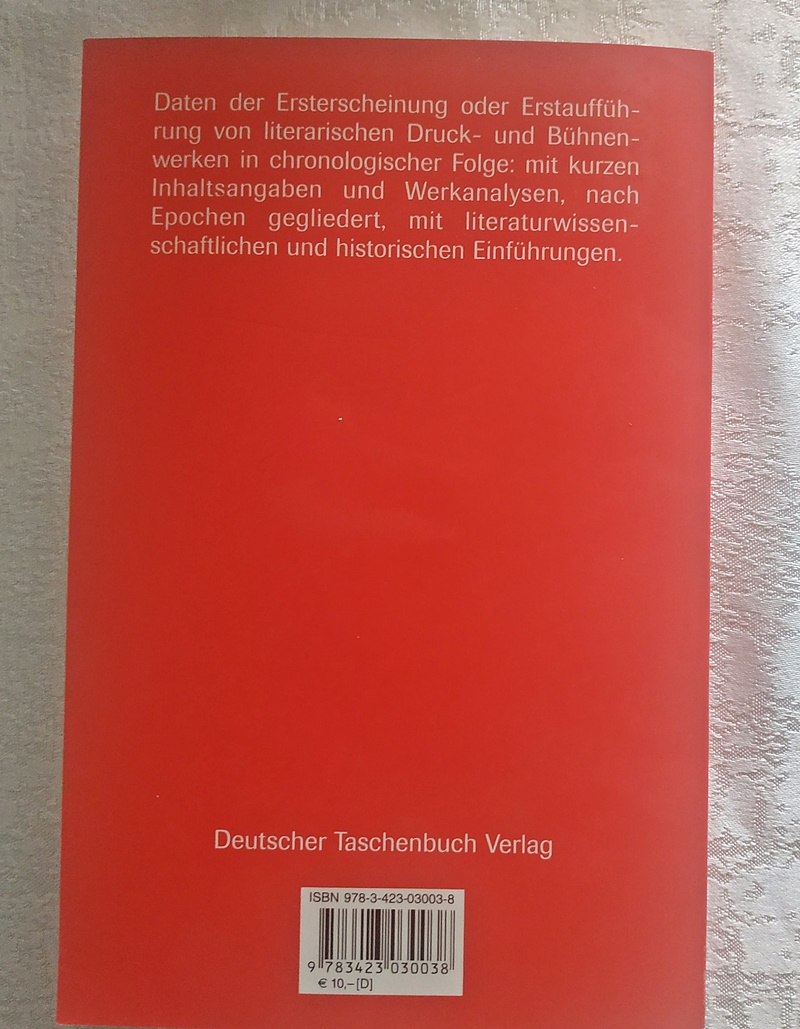 Daten der Ersterscheinung oder Erstauffüh-
rung von literarischen Druck- und Bühnen-
werken in chronologischer Folge: mit kurzen
Inhaltsangaben und Werkanalysen, nach
Epochen gegliedert, mit literaturwissen-
schaftlichen und historischen Einführungen.
Deutscher Taschenbuch Verlag
ISBN 978-3-423-03003-8
9 783423 030038
€ 10,–[D]